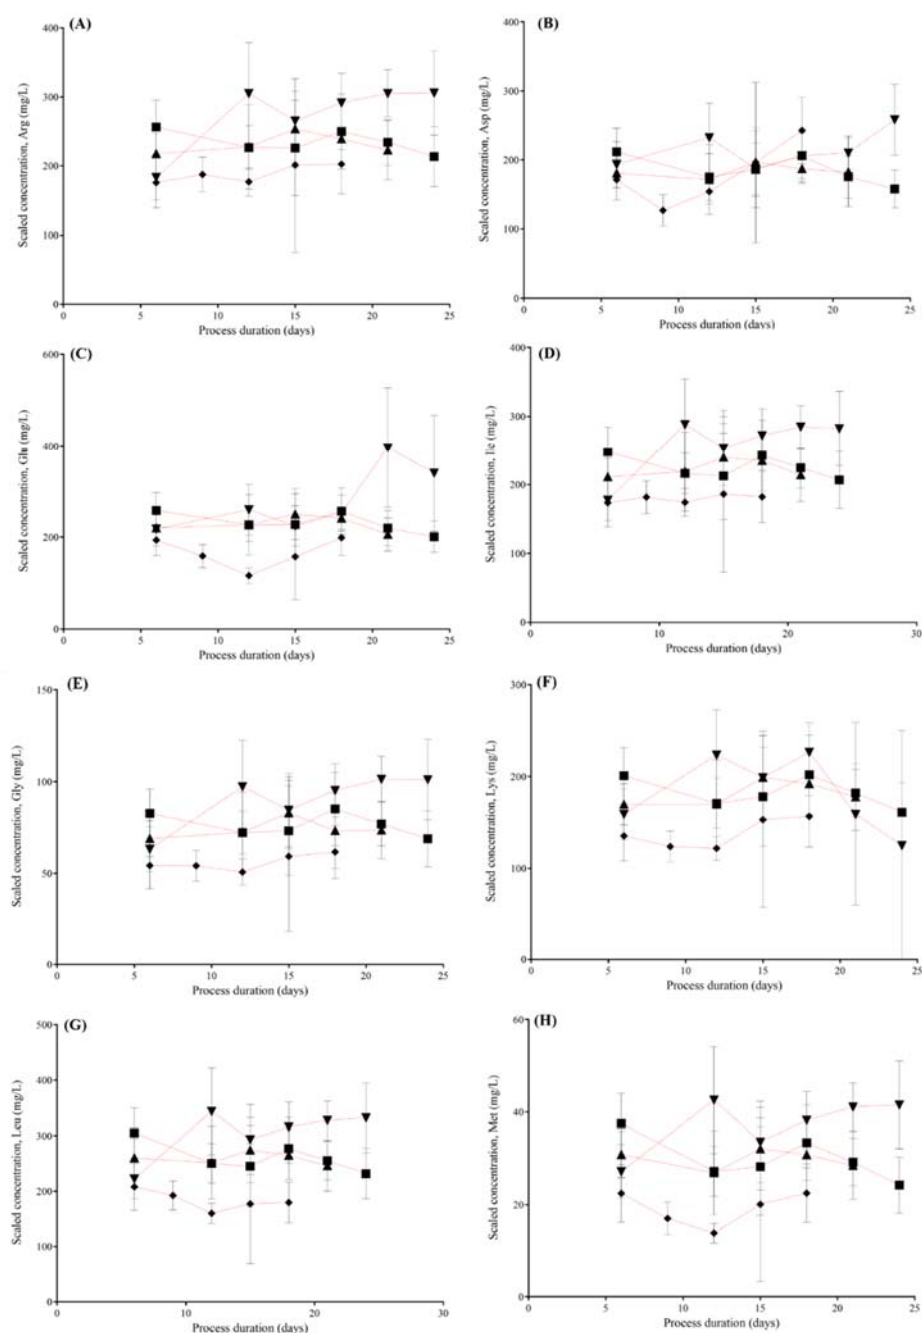 (A)
400
300
200
100
0
Scaled concentration, Arg (mg/L)
0 5 10 15 20 25
Process duration (days)
(B)
400
300
200
100
0
Scaled concentration, Asp (mg/L)
0 5 10 15 20 25
Process duration (days)
(C)
600
400
200
0
Scaled concentration, Glu (mg/L)
0 5 10 15 20 25
Process duration (days)
(D)
400
300
200
100
0
Scaled concentration, Ile (mg/L)
0 10 20 30
Process duration (days)
(E)
150
100
50
0
Scaled concentration, Gly (mg/L)
0 5 10 15 20 25
Process duration (days)
(F)
300
200
100
0
Scaled concentration, Lys (mg/L)
0 5 10 15 20 25
Process duration (days)
(G)
500
400
300
200
100
0
Scaled concentration, Leu (mg/L)
0 10 20 30
Process duration (days)
(H)
60
40
20
0
Scaled concentration, Met (mg/L)
0 5 10 15 20 25
Process duration (days)